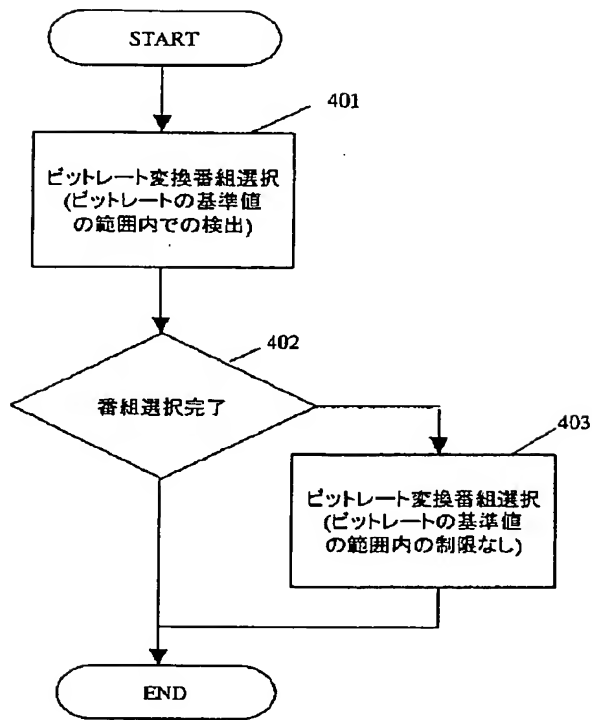 START
401
ビットレート変換番組選択
(ビットレートの基準値
の範囲内での検出)
402
番組選択完了
403
ビットレート変換番組選択
(ビットレートの基準値
の範囲内の制限なし)
END